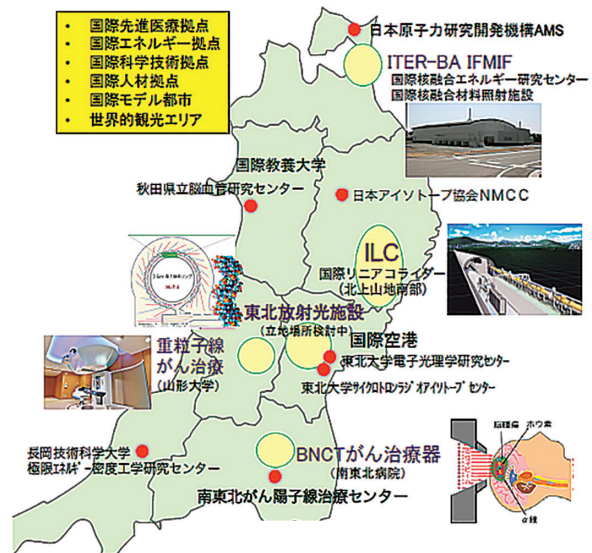 ・ 国際先進医療拠点
・ 国際エネルギー拠点
・ 国際科学技術拠点
・ 国際人材拠点
・ 国際モデル都市
・ 世界的観光エリア
日本原子力研究開発機構AMS
ITER-BA IFMIF
国際核融合エネルギー研究センター
国際核融合材料照射施設
国際教養大学
秋田県立脳血管研究センター
日本アイソトープ協会NMCC
ILC
国際リニアコライダー
(北上山地南部)
東北放射光施設
(立地場所検討中)
国際空港
重粒子線
がん治療
(山形大学)
東北大学電子光理学研究センター
東北大学サイクロトロンラジオアイソトープセンター
長岡技術科学大学
極限エネルギー密度工学研究センター
BNCTがん治療器
(南東北病院)
南東北がん陽子線治療センター
脳腫瘍
ホウ素
α線